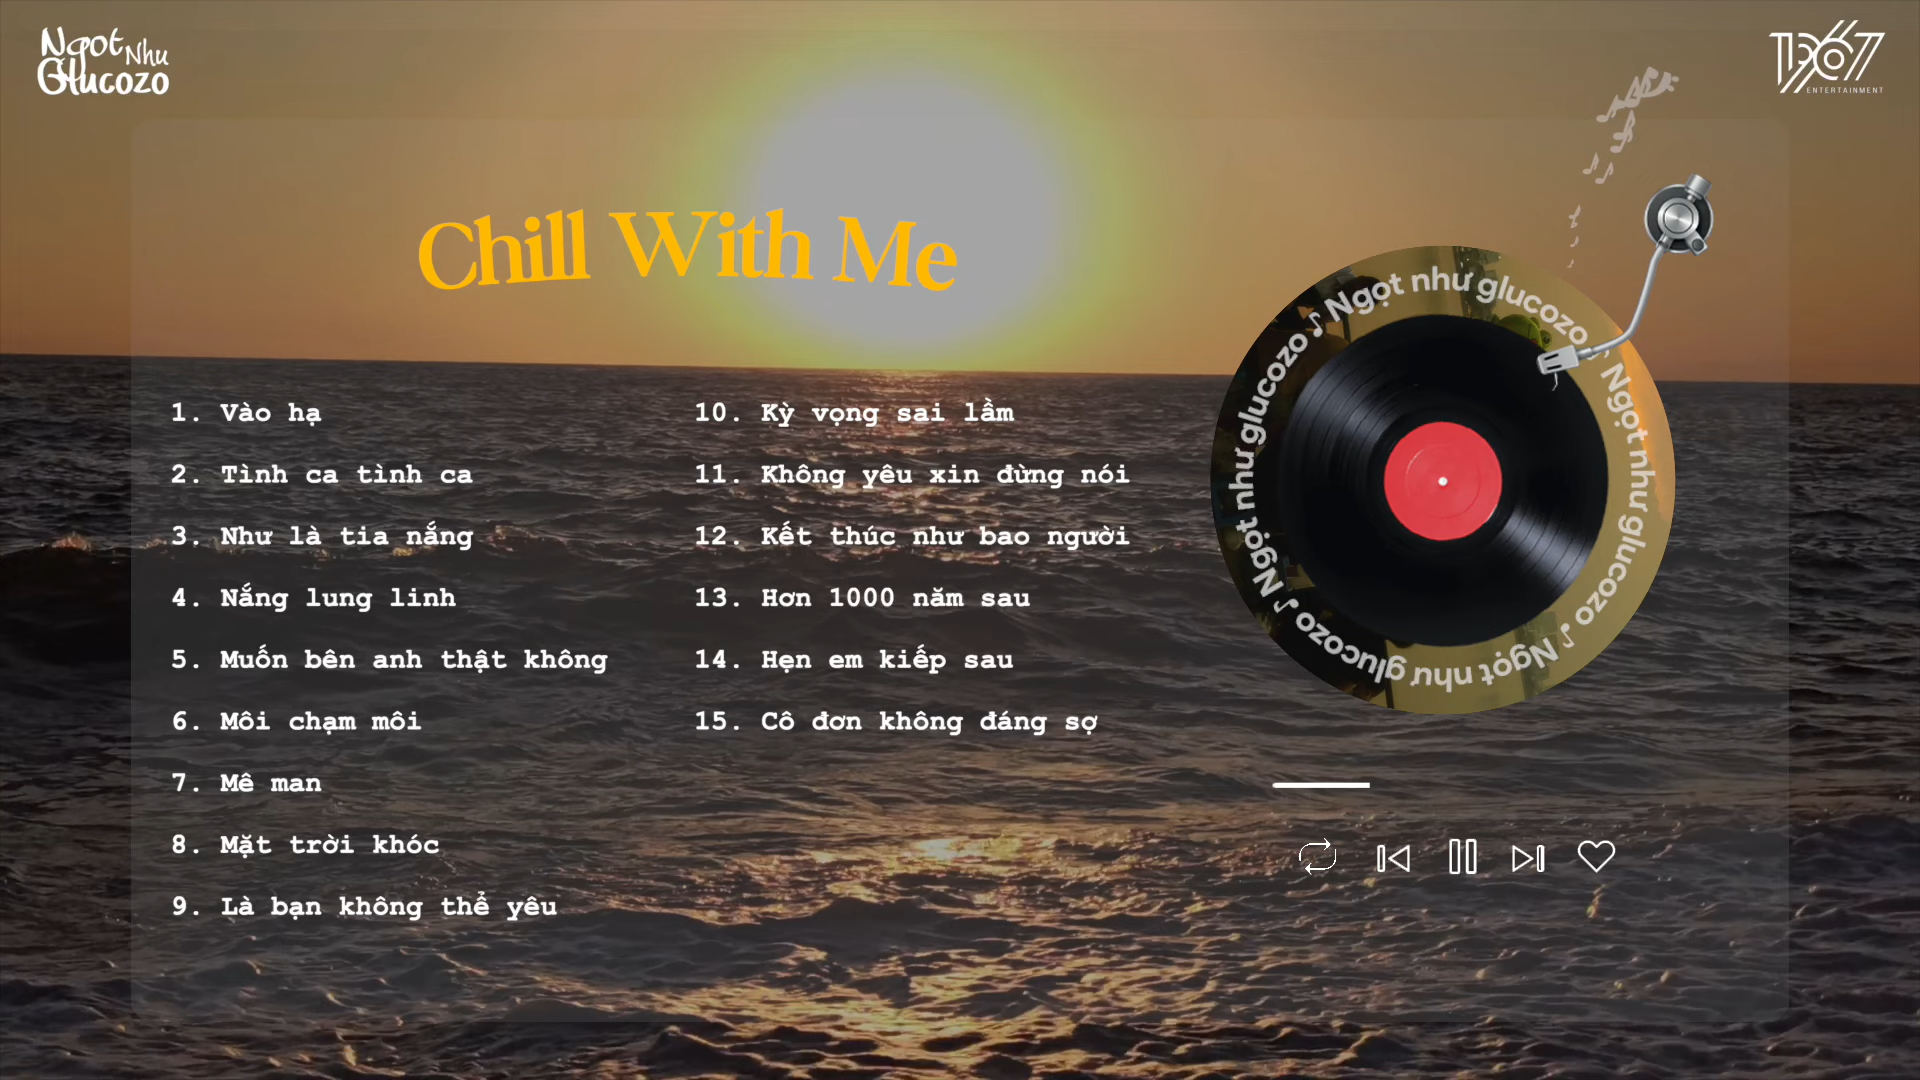 Ngọt Như
Glucozo
1967
ENTERTAINMENT
Chill With Me
1. Vào hạ
2. Tình ca tình ca
3. Như là tia nắng
4. Nắng lung linh
5. Muốn bên anh thật không
6. Môi chạm môi
7. Mê man
8. Mặt trời khóc
9. Là bạn không thể yêu
10. Kỳ vọng sai lầm
11. Không yêu xin đừng nói
12. Kết thúc như bao người
13. Hơn 1000 năm sau
14. Hẹn em kiếp sau
15. Cô đơn không đáng sợ
Ngọt như glucozo ♪ Ngọt như glucozo ♪ Ngọt như glucozo ♪ Ngọt như glucozo ♪